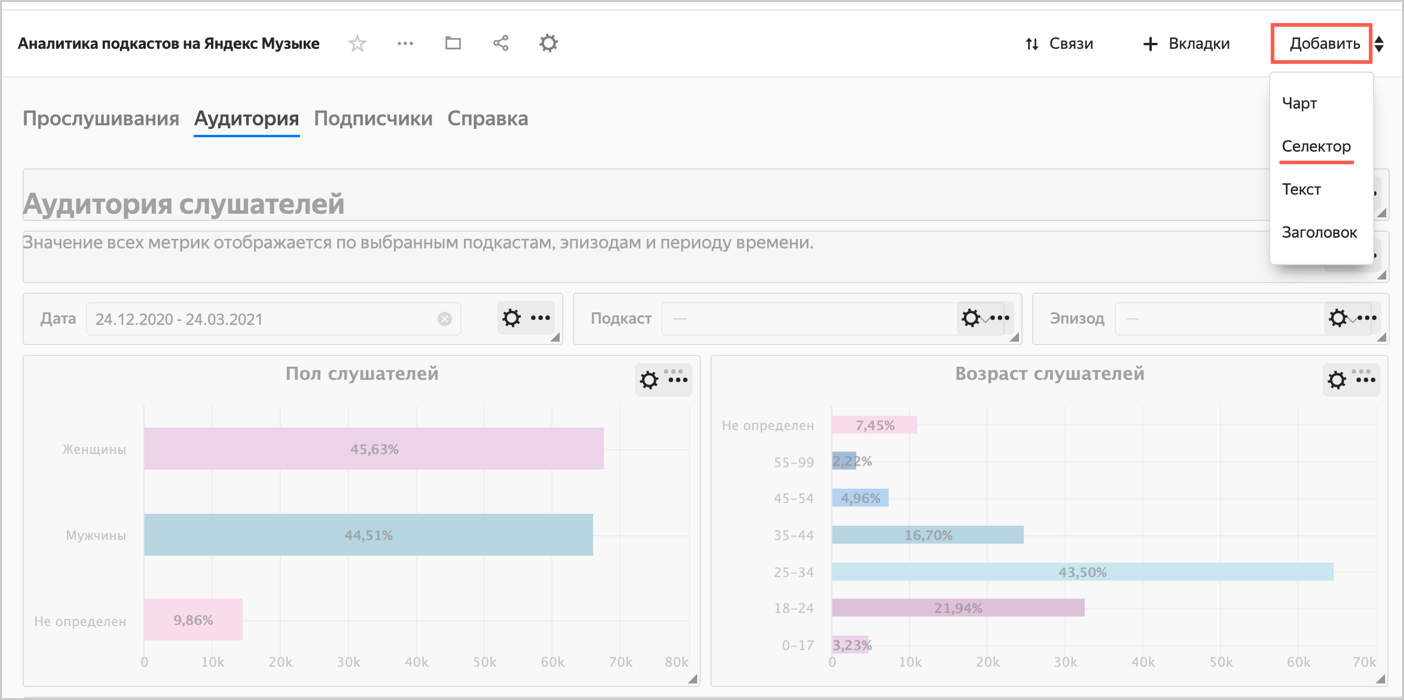 Аналитика подкастов на Яндекс Музыке
Связи
Вкладки
Добавить
Чарт
Селектор
Текст
Заголовок
Прослушивания Аудитория Подписчики Справка
Аудитория слушателей
Значение всех метрик отображается по выбранным подкастам, эпизодам и периоду времени.
Дата 24.12.2020 - 24.03.2021
Подкаст —
Эпизод —
Пол слушателей
Женщины 45,63%
Мужчины 44,51%
Не определен 9,86%
0 10k 20k 30k 40k 50k 60k 70k 80k
Возраст слушателей
Не определен 7,45%
55–99 2,22%
45–54 4,96%
35–44 16,70%
25–34 43,50%
18–24 21,94%
0–17 3,23%
0 10k 20k 30k 40k 50k 60k 70k